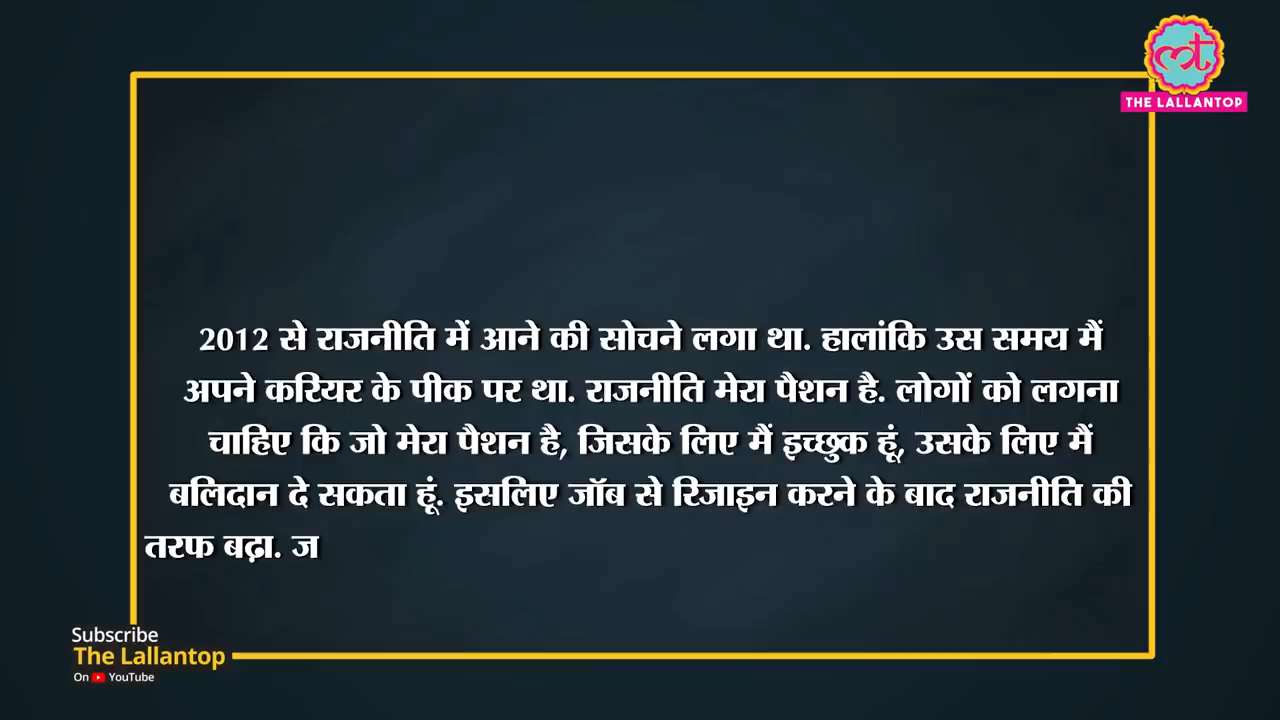 THE LALLANTOP
2012 से राजनीति में आने की सोचने लगा था. हालांकि उस समय मैं
अपने करियर के पीक पर था. राजनीति मेरा पैशन है. लोगों को लगना
चाहिए कि जो मेरा पैशन है, जिसके लिए मैं इच्छुक हूं, उसके लिए मैं
बलिदान दे सकता हूं. इसलिए जॉब से रिजाइन करने के बाद राजनीति की
तरफ बढ़ा. ज
Subscribe
The Lallantop
On YouTube